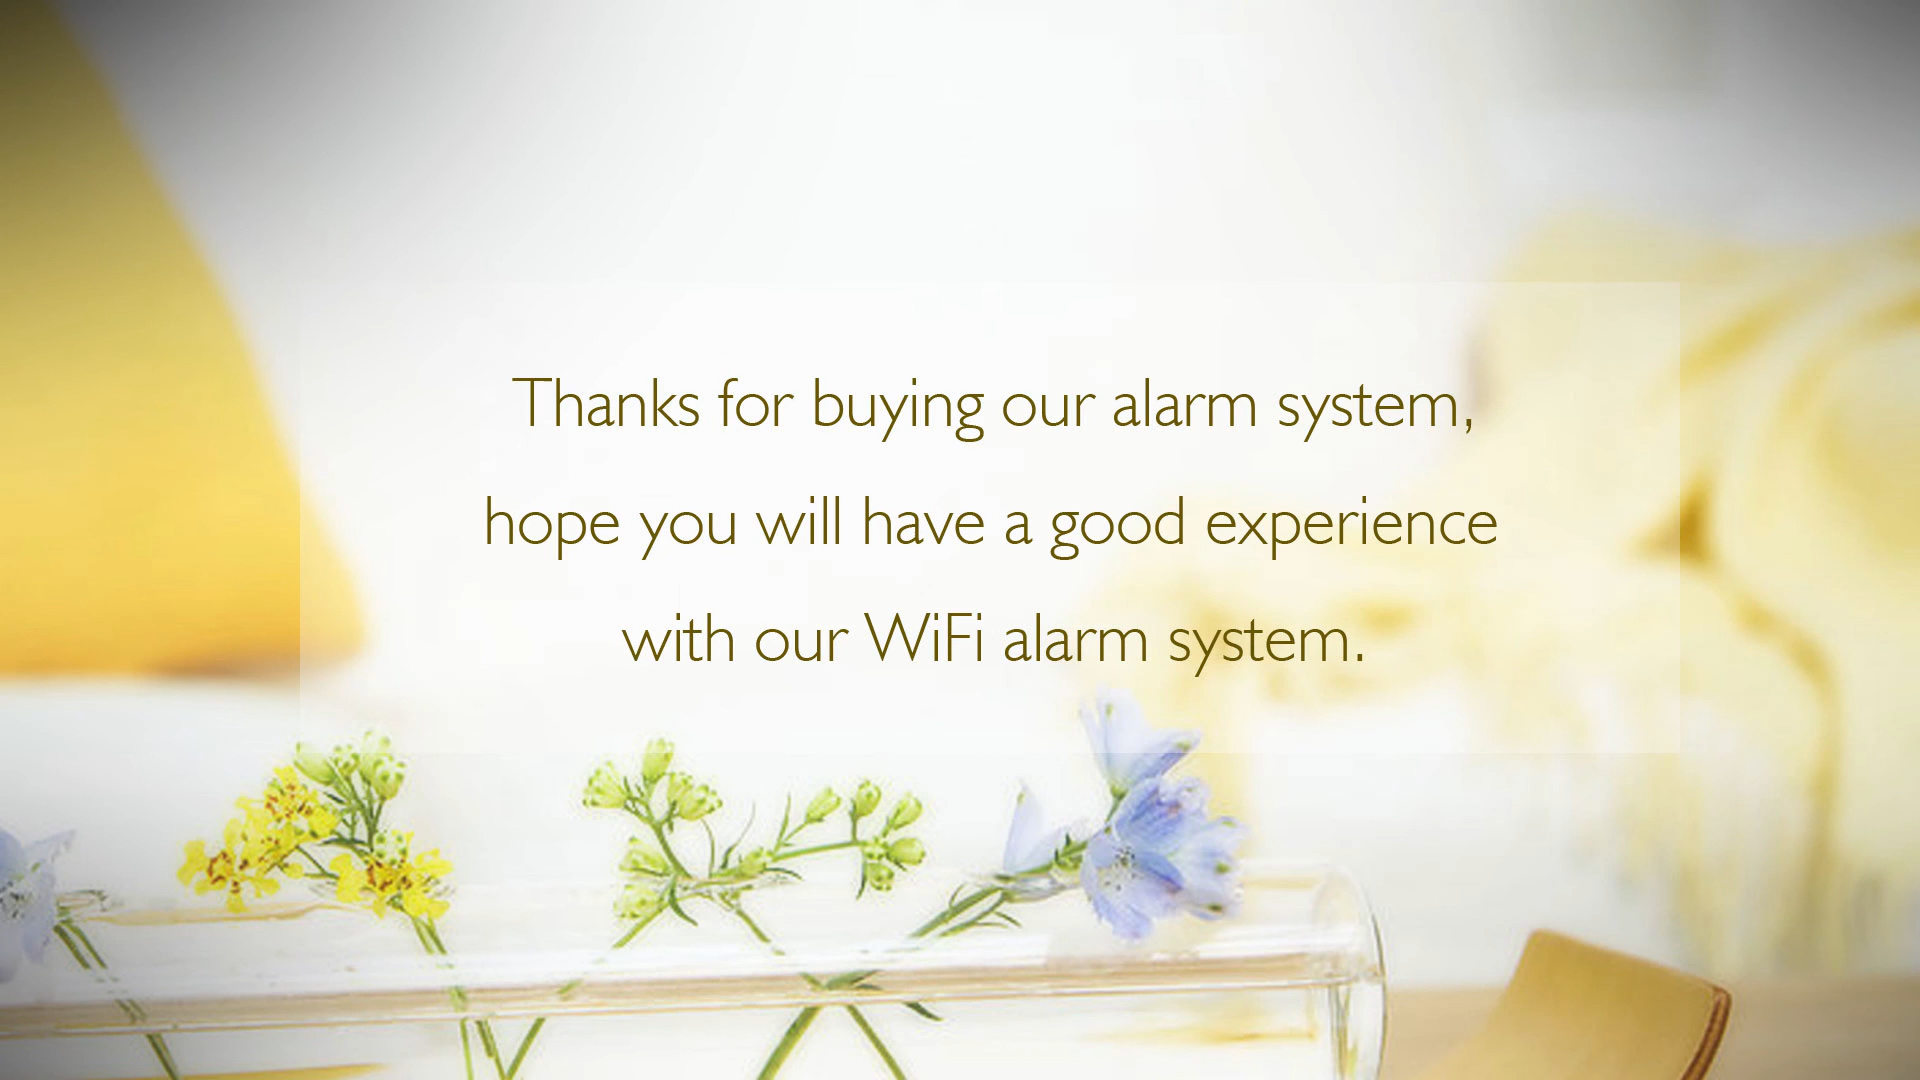 Thanks for buying our alarm system,
hope you will have a good experience
with our WiFi alarm system.